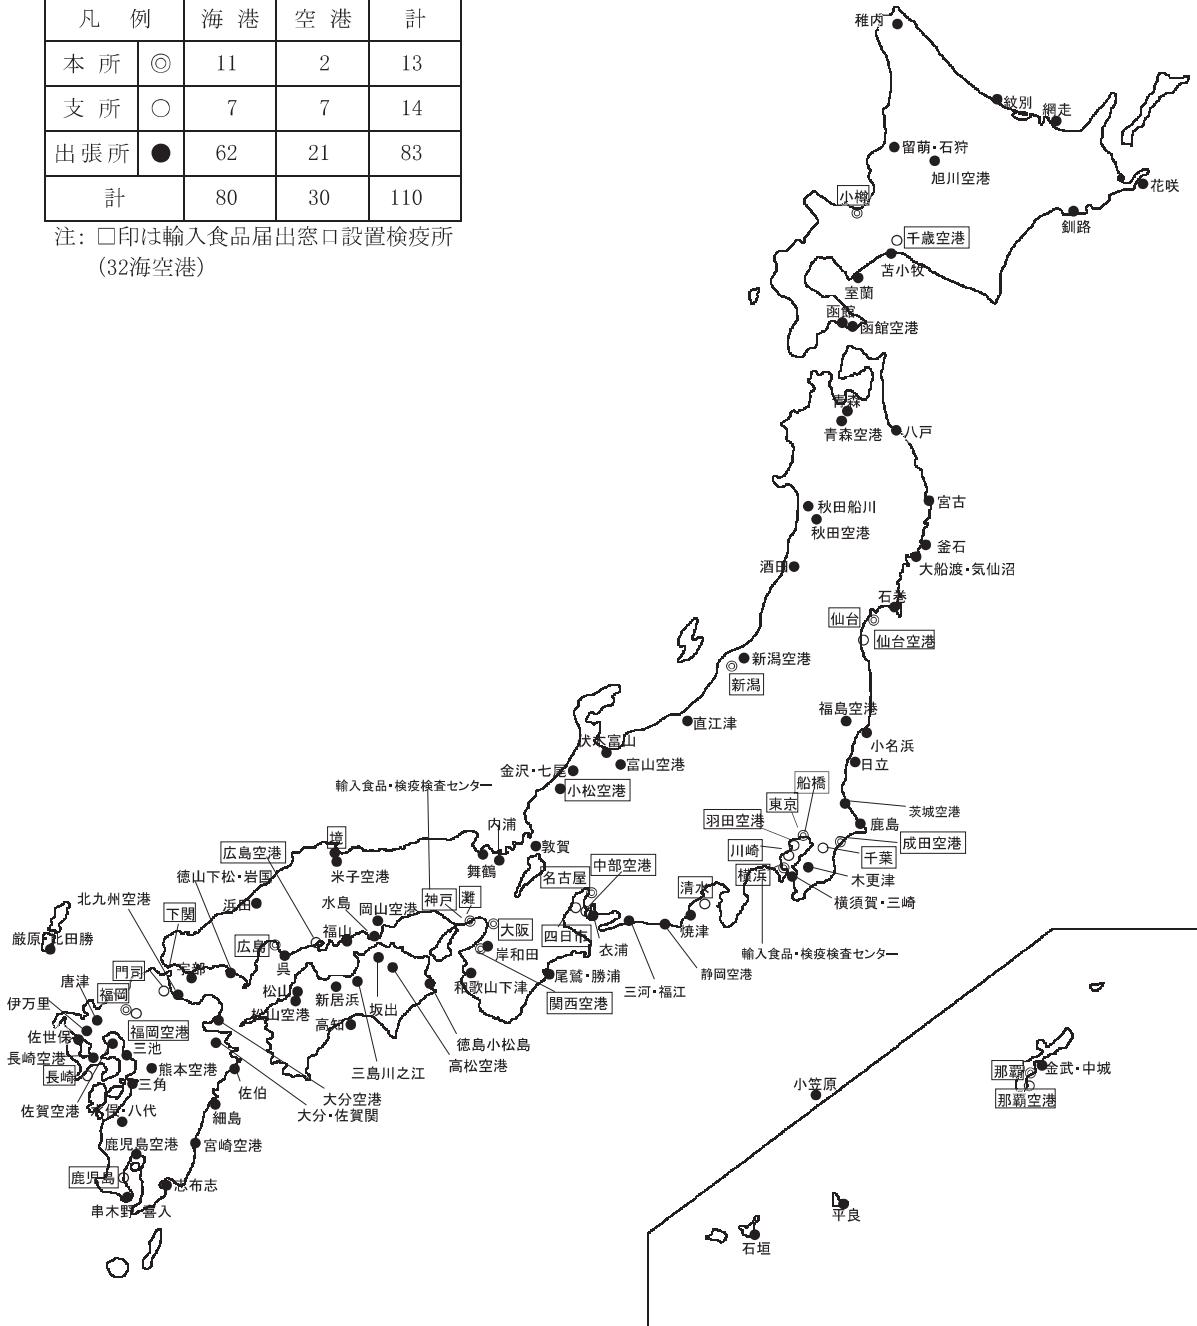 凡 例 海 港 空 港 計
本 所 ◎ 11 2 13
支 所 ○ 7 7 14
出張所 ● 62 21 83
計 80 30 110
注: □印は輸入食品届出窓口設置検疫所
(32海空港)
稚内
紋別
網走
留萌・石狩
旭川空港
花咲
小樽
釧路
千歳空港
苫小牧
室蘭
函館
函館空港
青森
青森空港
八戸
宮古
秋田船川
秋田空港
釜石
大船渡・気仙沼
酒田
石巻
仙台
仙台空港
新潟空港
新潟
福島空港
直江津
小名浜
伏木富山
富山空港
日立
金沢・七尾
小松空港
船橋
東京
茨城空港
輸入食品・検疫検査センター
羽田空港
鹿島
内浦
境
敦賀
成田空港
広島空港
川崎
千葉
舞鶴
中部空港
米子空港
名古屋
横浜
木更津
徳山下松・岩国
清水
北九州空港
浜田
水島
神戸
灘
横須賀・三崎
下関
岡山空港
大阪
焼津
福山
四日市
厳原・比田勝
広島
衣浦
岸和田
輸入食品・検疫検査センター
呉
門司
宇部
尾鷲・勝浦
静岡空港
唐津
福岡
松山
新居浜
和歌山下津
三河・福江
関西空港
伊万里
松山空港
坂出
福岡空港
高知
佐世保
三池
徳島小松島
長崎空港
高松空港
熊本空港
三島川之江
長崎
三角
佐伯
大分空港
那覇
金武・中城
小笠原
那覇空港
佐賀空港
水俣・八代
大分・佐賀関
細島
鹿児島空港
宮崎空港
鹿児島
志布志
串木野・喜入
平良
石垣